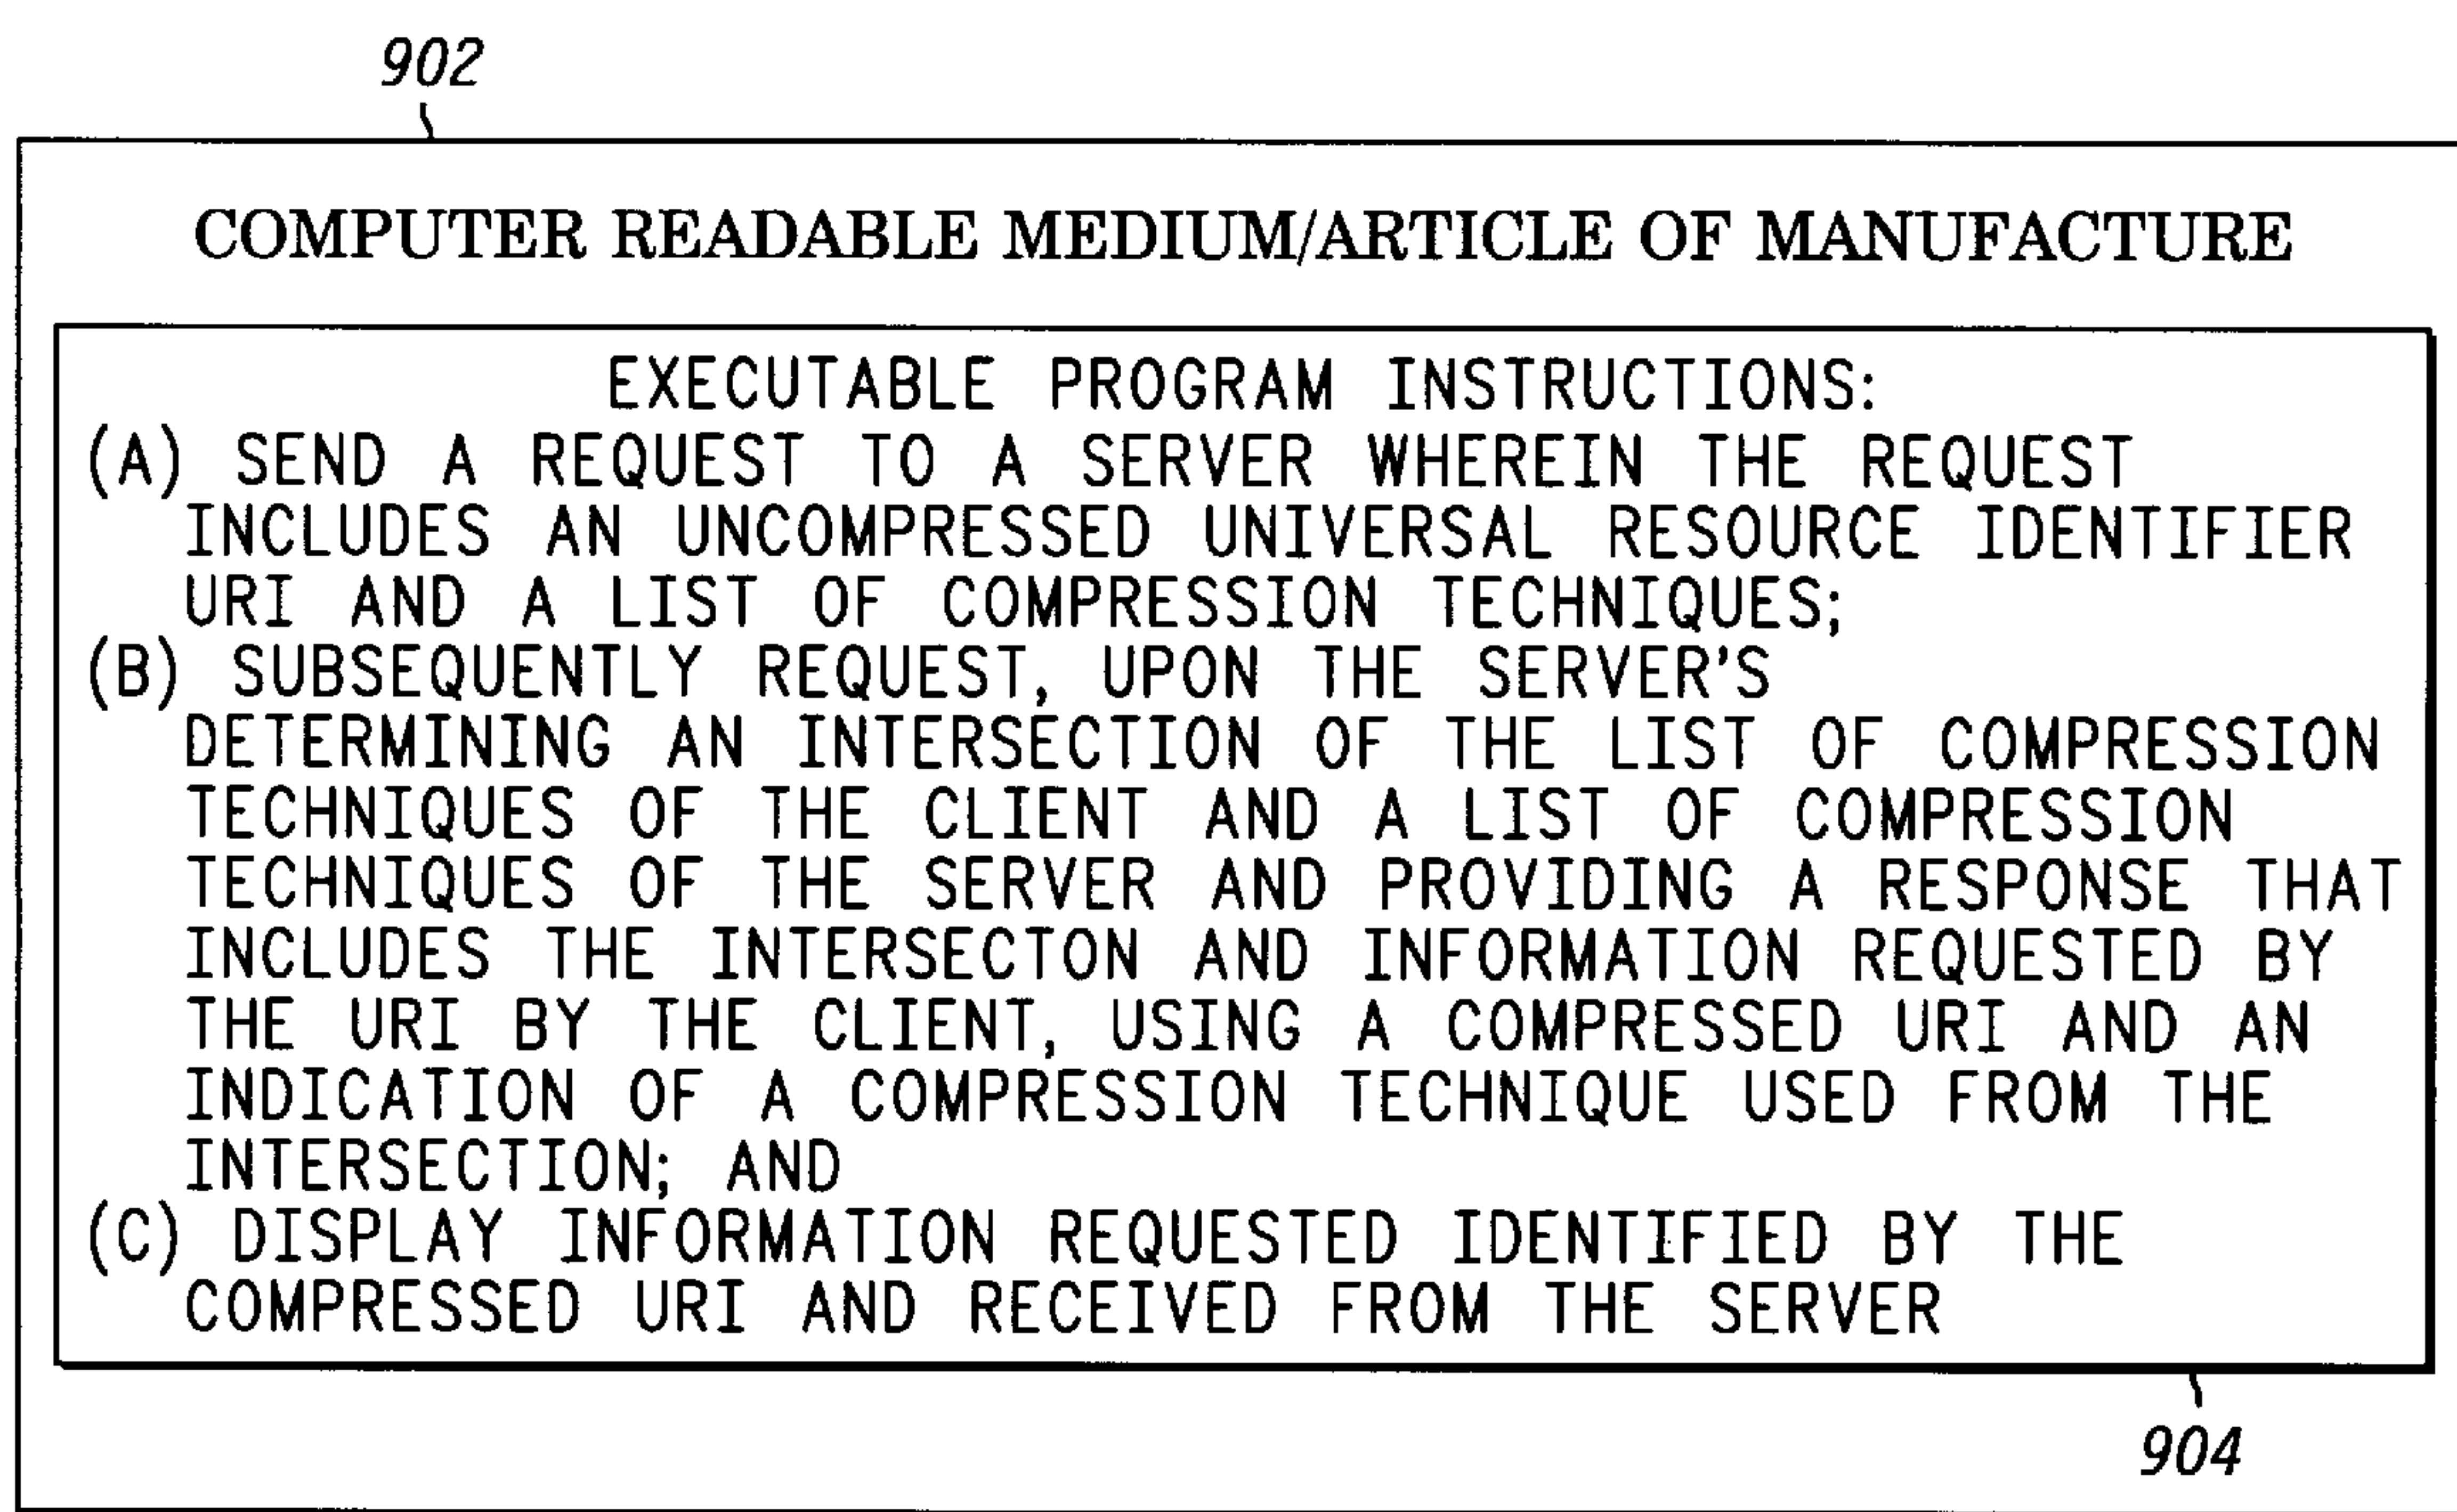 902
COMPUTER READABLE MEDIUM/ARTICLE OF MANUFACTURE
EXECUTABLE PROGRAM INSTRUCTIONS:
(A) SEND A REQUEST TO A SERVER WHEREIN THE REQUEST
INCLUDES AN UNCOMPRESSED UNIVERSAL RESOURCE IDENTIFIER
URI AND A LIST OF COMPRESSION TECHNIQUES;
(B) SUBSEQUENTLY REQUEST, UPON THE SERVER'S
DETERMINING AN INTERSECTION OF THE LIST OF COMPRESSION
TECHNIQUES OF THE CLIENT AND A LIST OF COMPRESSION
TECHNIQUES OF THE SERVER AND PROVIDING A RESPONSE THAT
INCLUDES THE INTERSECTON AND INFORMATION REQUESTED BY
THE URI BY THE CLIENT, USING A COMPRESSED URI AND AN
INDICATION OF A COMPRESSION TECHNIQUE USED FROM THE
INTERSECTION; AND
(C) DISPLAY INFORMATION REQUESTED IDENTIFIED BY THE
COMPRESSED URI AND RECEIVED FROM THE SERVER
904